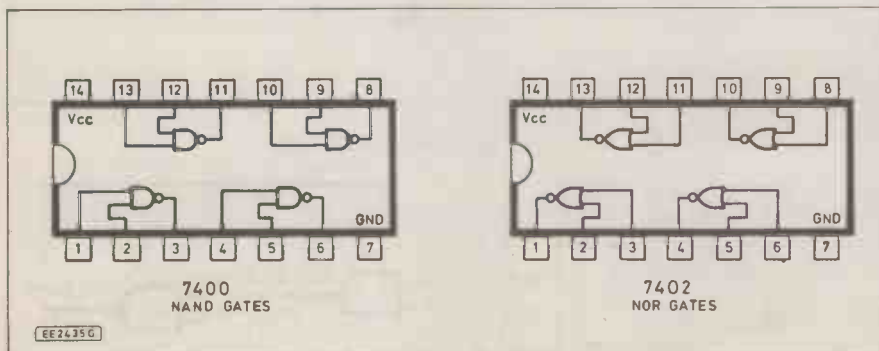 14 13 12 11 10 9 8
Vcc
GND
1 2 3 4 5 6 7
7400
NAND GATES
14 13 12 11 10 9 8
Vcc
GND
1 2 3 4 5 6 7
7402
NOR GATES
EE2435G